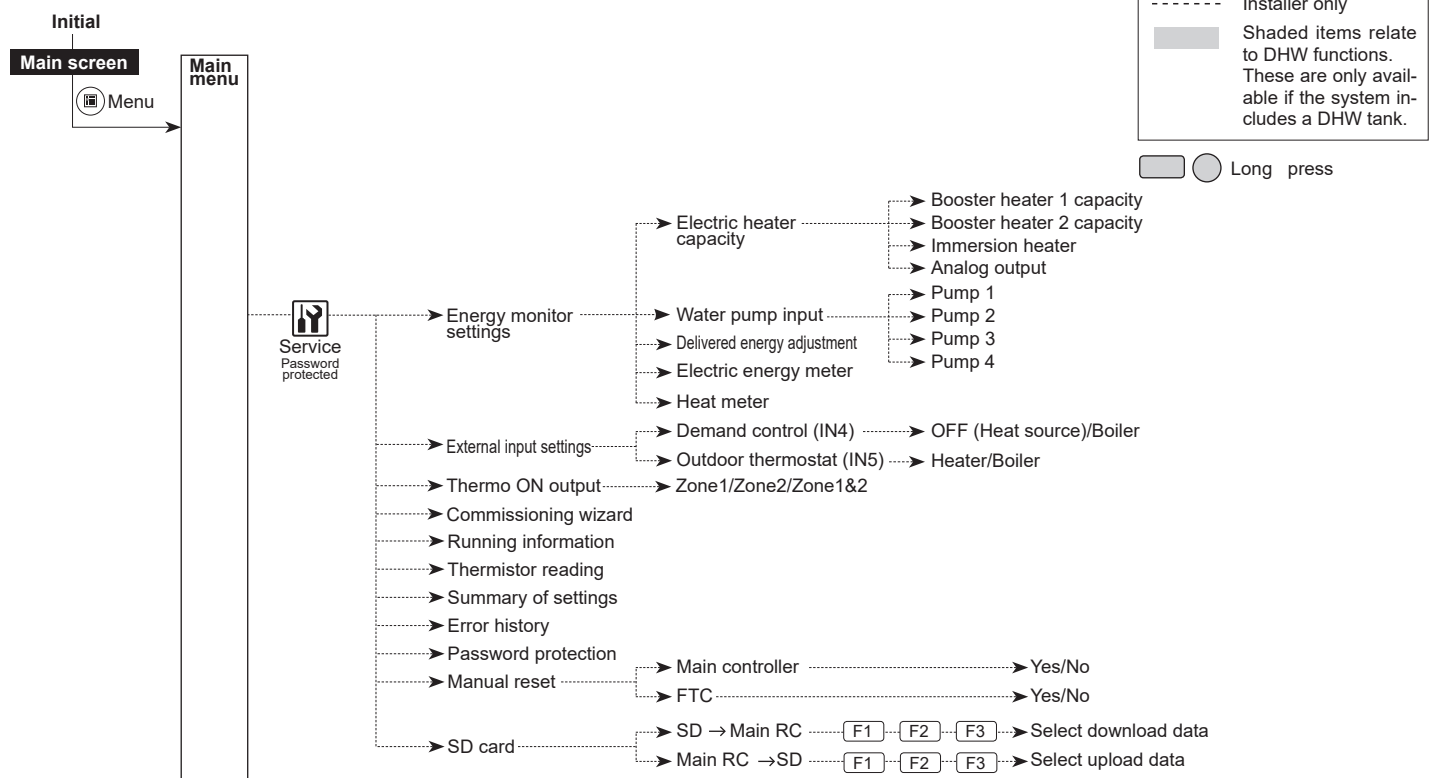 Installer only
Shaded items relate
to DHW functions.
These are only avail-
able if the system in-
cludes a DHW tank.
Long press
Initial
Main screen
Menu
Main
menu
Service
Password
protected
Energy monitor
settings
Electric heater
capacity
Booster heater 1 capacity
Booster heater 2 capacity
Immersion heater
Analog output
Water pump input
Pump 1
Pump 2
Pump 3
Pump 4
Delivered energy adjustment
Electric energy meter
Heat meter
External input settings
Demand control (IN4)
OFF (Heat source)/Boiler
Outdoor thermostat (IN5)
Heater/Boiler
Thermo ON output
Zone1/Zone2/Zone1&2
Commissioning wizard
Running information
Thermistor reading
Summary of settings
Error history
Password protection
Manual reset
Main controller
Yes/No
FTC
Yes/No
SD card
SD → Main RC
F1
F2
F3
Select download data
Main RC →SD
F1
F2
F3
Select upload data